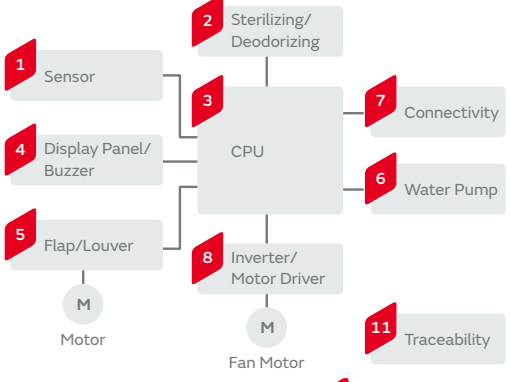 2
Sterilizing/
Deodorizing
1
Sensor
3
CPU
7
Connectivity
4
Display Panel/
Buzzer
6
Water Pump
5
Flap/Louver
8
Inverter/
Motor Driver
M
Motor
M
Fan Motor
11
Traceability